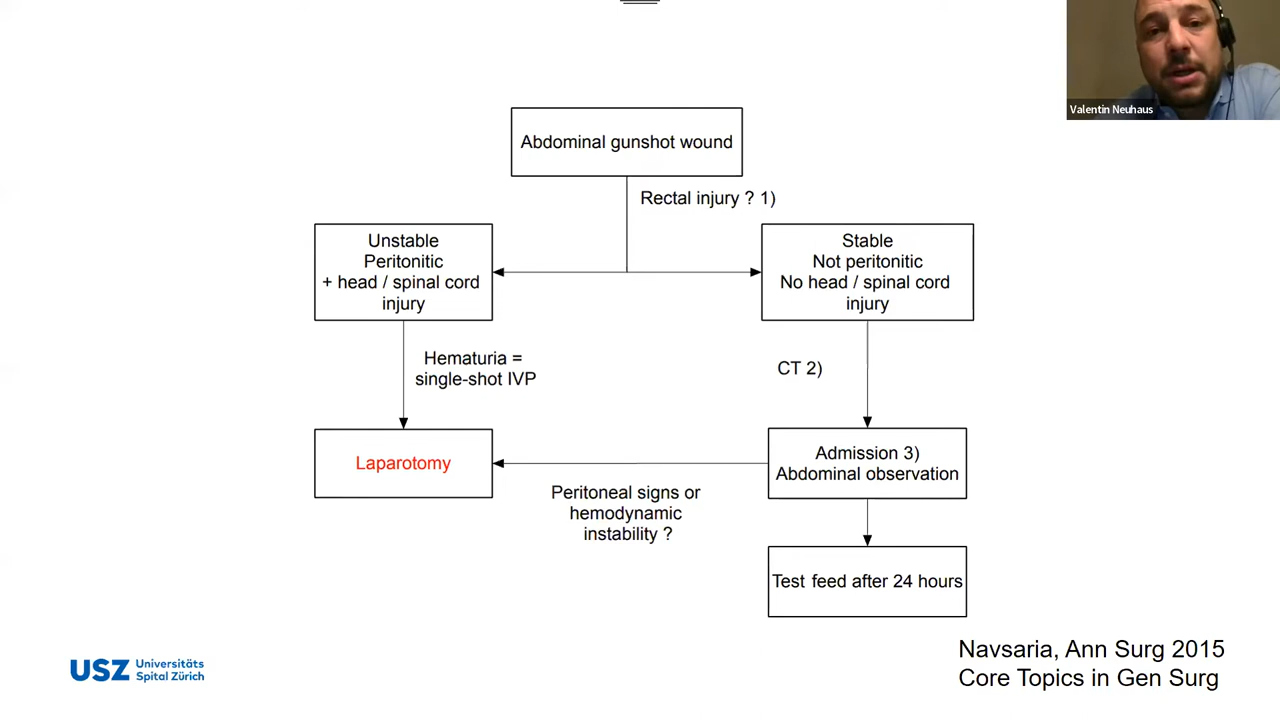 Valentin Neuhaus
Abdominal gunshot wound
Rectal injury ? 1)
Unstable
Peritonitic
+ head / spinal cord
injury
Stable
Not peritonitic
No head / spinal cord
injury
Hematuria =
single-shot IVP
CT 2)
Laparotomy
Admission 3)
Abdominal observation
Peritoneal signs or
hemodynamic
instability ?
Test feed after 24 hours
USZ Universitäts
Spital Zürich
Navsaria, Ann Surg 2015
Core Topics in Gen Surg